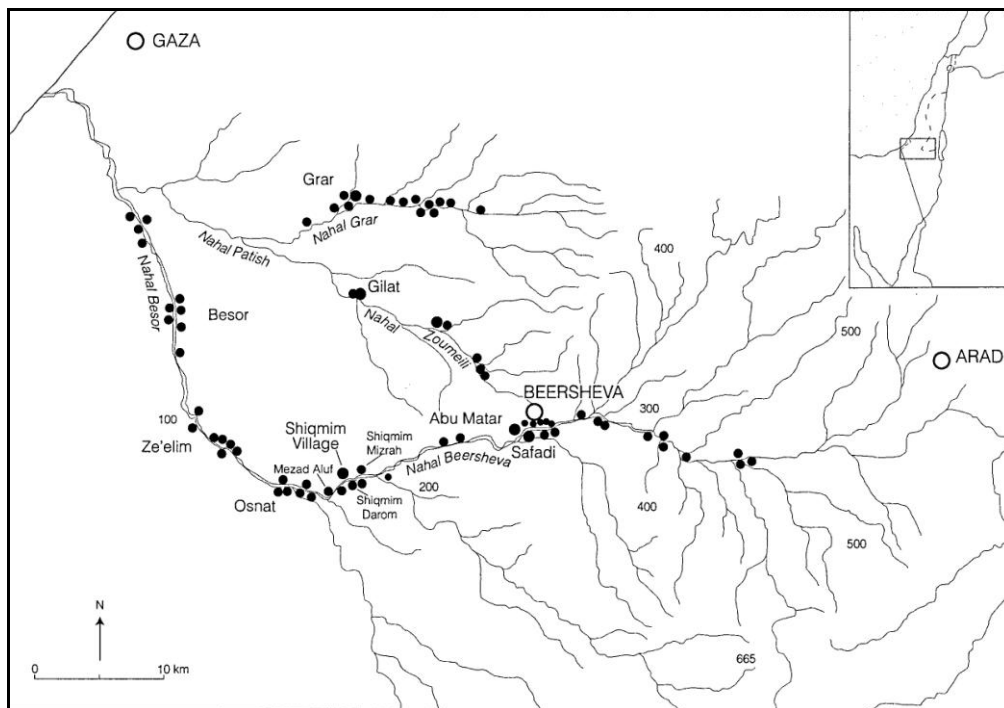 GAZA
Grar
Nahal Grar
Nahal Patish
Nahal Besor
Besor
Gilat
Nahal
Zoumeili
400
500
ARAD
BEERSHEVA
300
100
Ze'elim
Abu Matar
Safadi
Shiqmim
Village
Shiqmim
Mizrah
Nahal Beersheva
Mezad Aluf
200
Osnat
Shiqmim
Darom
400
500
665
N
0 10 km